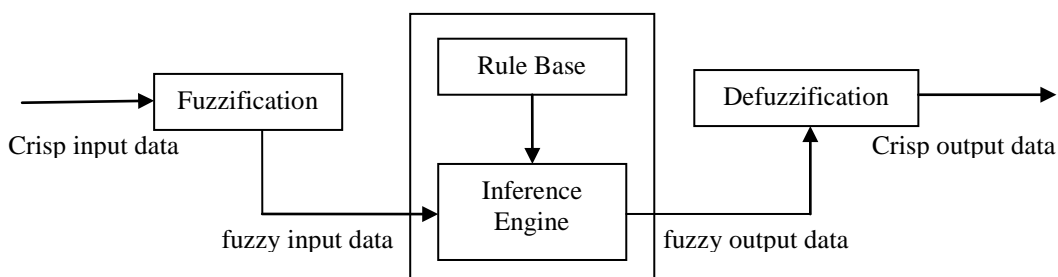 Rule Base
Fuzzification
Defuzzification
Crisp input data
Crisp output data
Inference
Engine
fuzzy input data
fuzzy output data